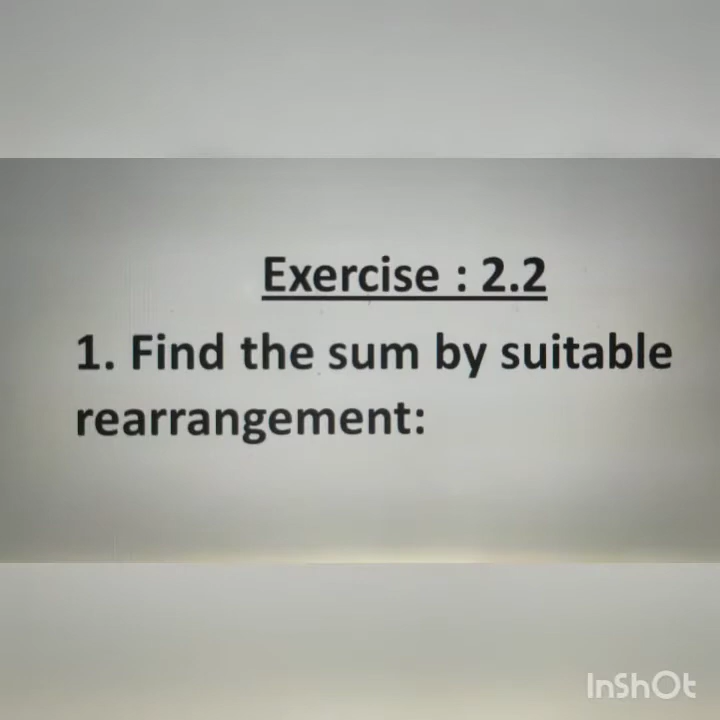 Exercise : 2.2
1. Find the sum by suitable
rearrangement:
InShOt